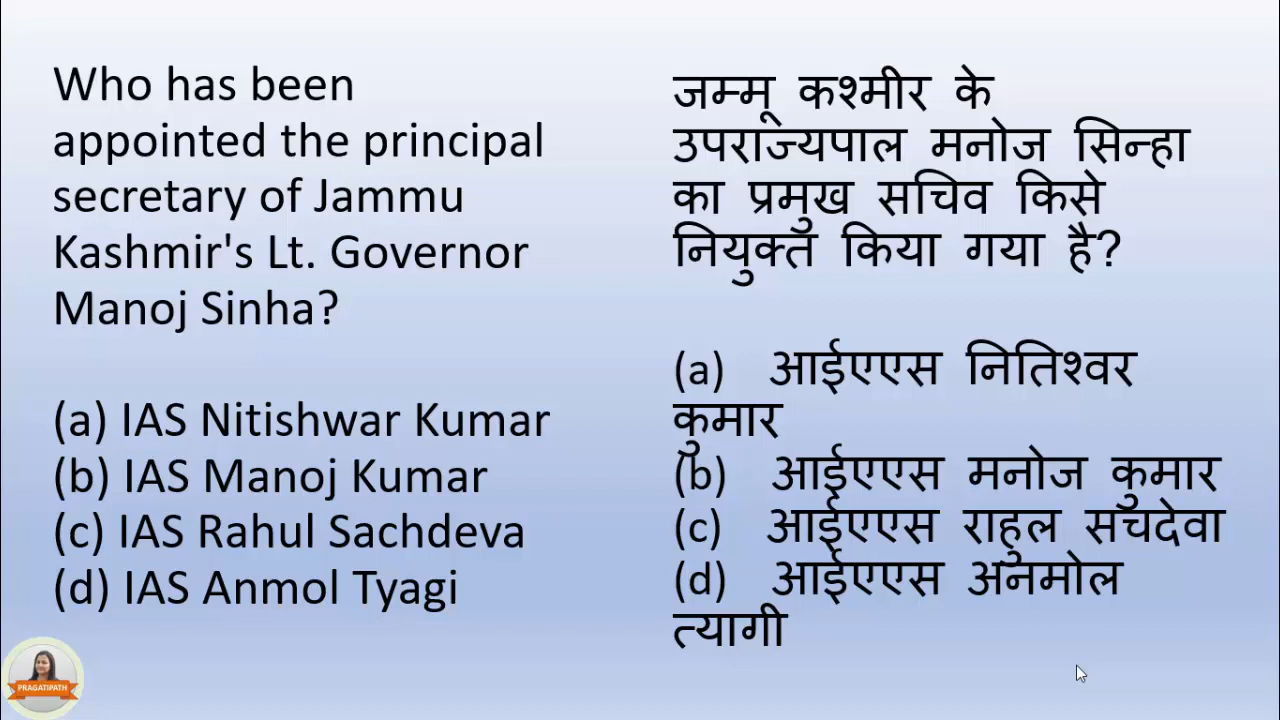 Who has been
appointed the principal
secretary of Jammu
Kashmir's Lt. Governor
Manoj Sinha?
(a) IAS Nitishwar Kumar
(b) IAS Manoj Kumar
(c) IAS Rahul Sachdeva
(d) IAS Anmol Tyagi
जम्मू कश्मीर के
उपराज्यपाल मनोज सिन्हा
का प्रमुख सचिव किसे
नियुक्त किया गया है?
(a) आईएएस नितिश्वर
कुमार
(b) आईएएस मनोज कुमार
(c) आईएएस राहुल सचदेवा
(d) आईएएस अनमोल
त्यागी
PRAGATIPATH